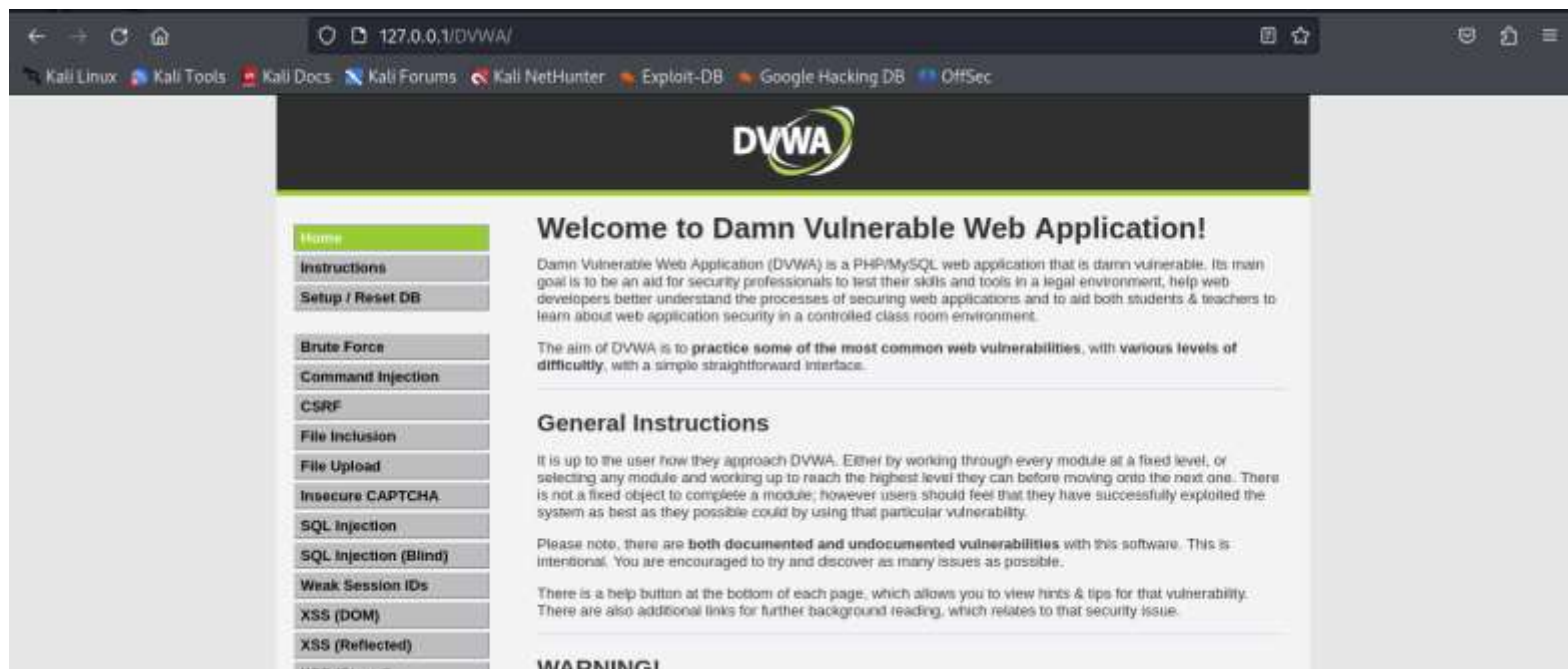 127.0.0.1/DVWA/
Kali Linux Kali Tools Kali Docs Kali Forums Kali NetHunter Exploit-DB Google Hacking DB OffSec
DVWA
Home
Instructions
Setup / Reset DB
Brute Force
Command Injection
CSRF
File Inclusion
File Upload
Insecure CAPTCHA
SQL Injection
SQL Injection (Blind)
Weak Session IDs
XSS (DOM)
XSS (Reflected)
Welcome to Damn Vulnerable Web Application!
Damn Vulnerable Web Application (DVWA) is a PHP/MySQL web application that is damn vulnerable. Its main
goal is to be an aid for security professionals to test their skills and tools in a legal environment, help web
developers better understand the processes of securing web applications and to aid both students & teachers to
learn about web application security in a controlled class room environment.
The aim of DVWA is to practice some of the most common web vulnerabilities, with various levels of
difficultly, with a simple straightforward interface.
General Instructions
It is up to the user how they approach DVWA. Either by working through every module at a fixed level, or
selecting any module and working up to reach the highest level they can before moving onto the next one. There
is not a fixed object to complete a module; however users should feel that they have successfully exploited the
system as best as they possible could by using that particular vulnerability.
Please note, there are both documented and undocumented vulnerabilities with this software. This is
intentional. You are encouraged to try and discover as many issues as possible.
There is a help button at the bottom of each page, which allows you to view hints & tips for that vulnerability.
There are also additional links for further background reading, which relates to that security issue.
WARNING!